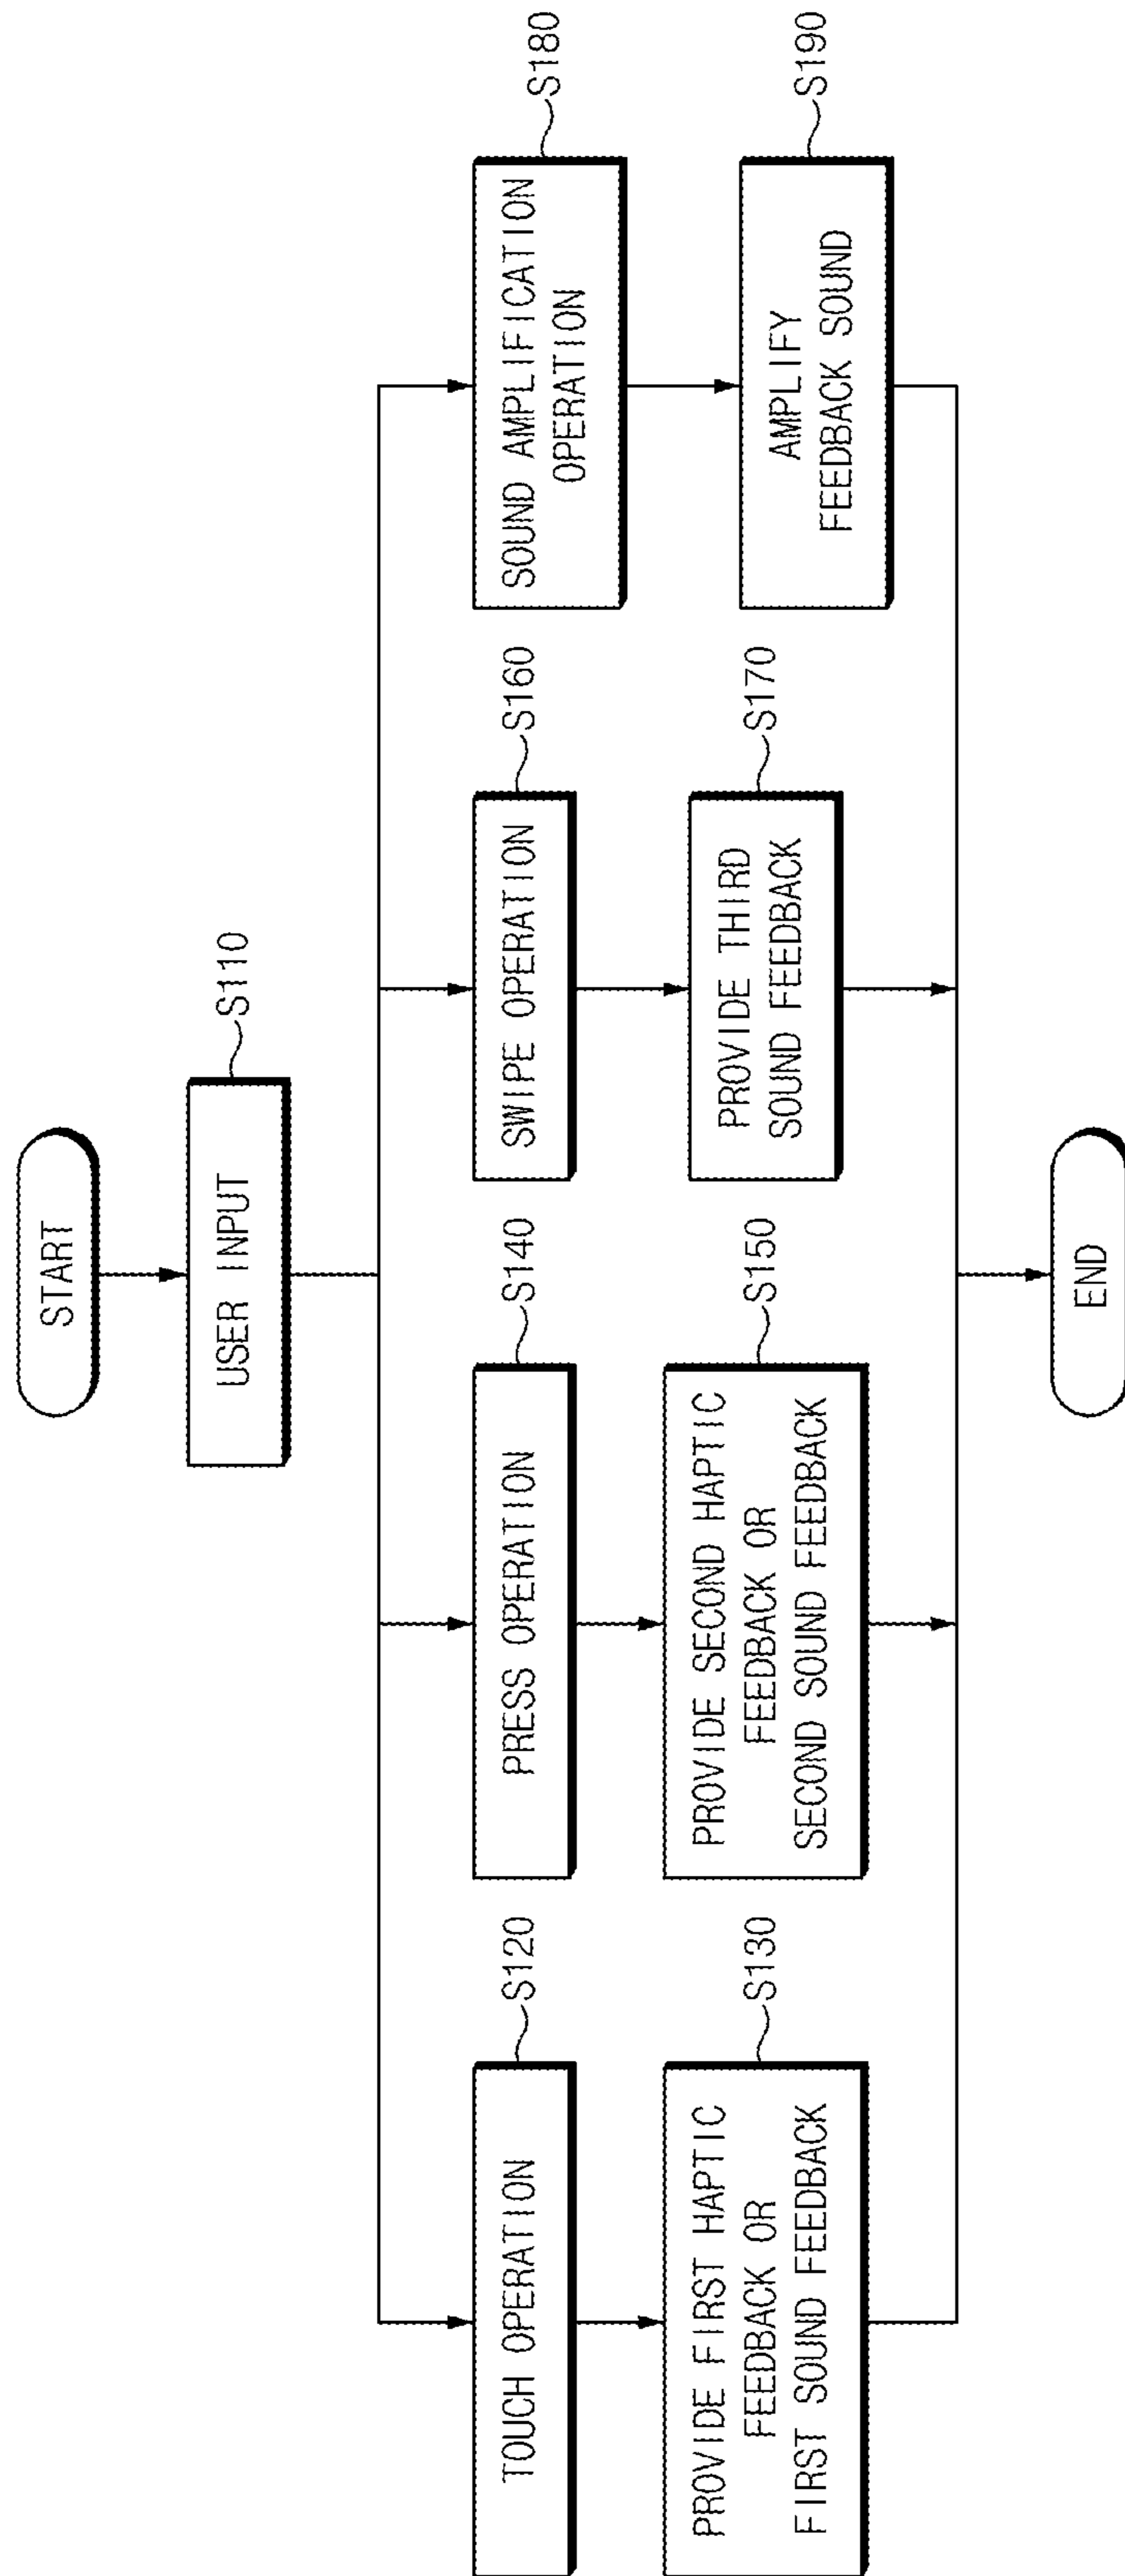 START
USER INPUT
S110
TOUCH OPERATION
S120
PRESS OPERATION
S140
SWIPE OPERATION
S160
SOUND AMPLIFICATION
OPERATION
S180
PROVIDE FIRST HAPTIC
FEEDBACK OR
FIRST SOUND FEEDBACK
S130
PROVIDE SECOND HAPTIC
FEEDBACK OR
SECOND SOUND FEEDBACK
S150
PROVIDE THIRD
SOUND FEEDBACK
S170
AMPLIFY
FEEDBACK SOUND
S190
END